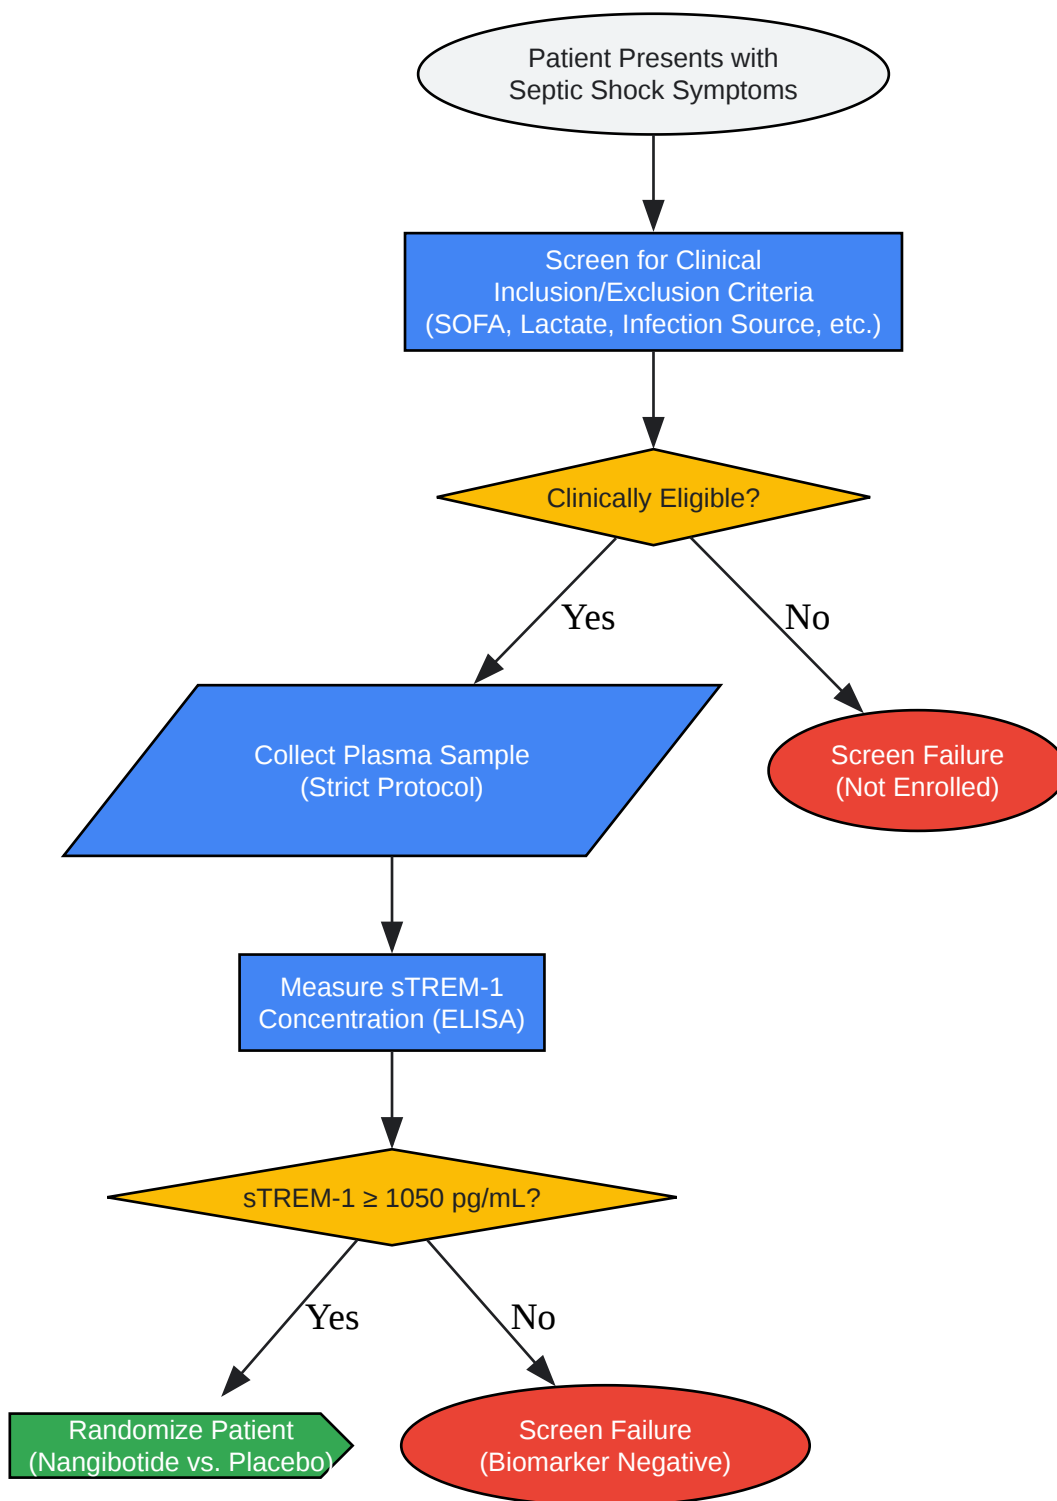 Patient Presents with
Septic Shock Symptoms
Screen for Clinical
Inclusion/Exclusion Criteria
(SOFA, Lactate, Infection Source, etc.)
Clinically Eligible?
Yes
No
Collect Plasma Sample
(Strict Protocol)
Screen Failure
(Not Enrolled)
Measure sTREM-1
Concentration (ELISA)
sTREM-1 ≥ 1050 pg/mL?
Yes
No
Randomize Patient
(Nangibotide vs. Placebo)
Screen Failure
(Biomarker Negative)